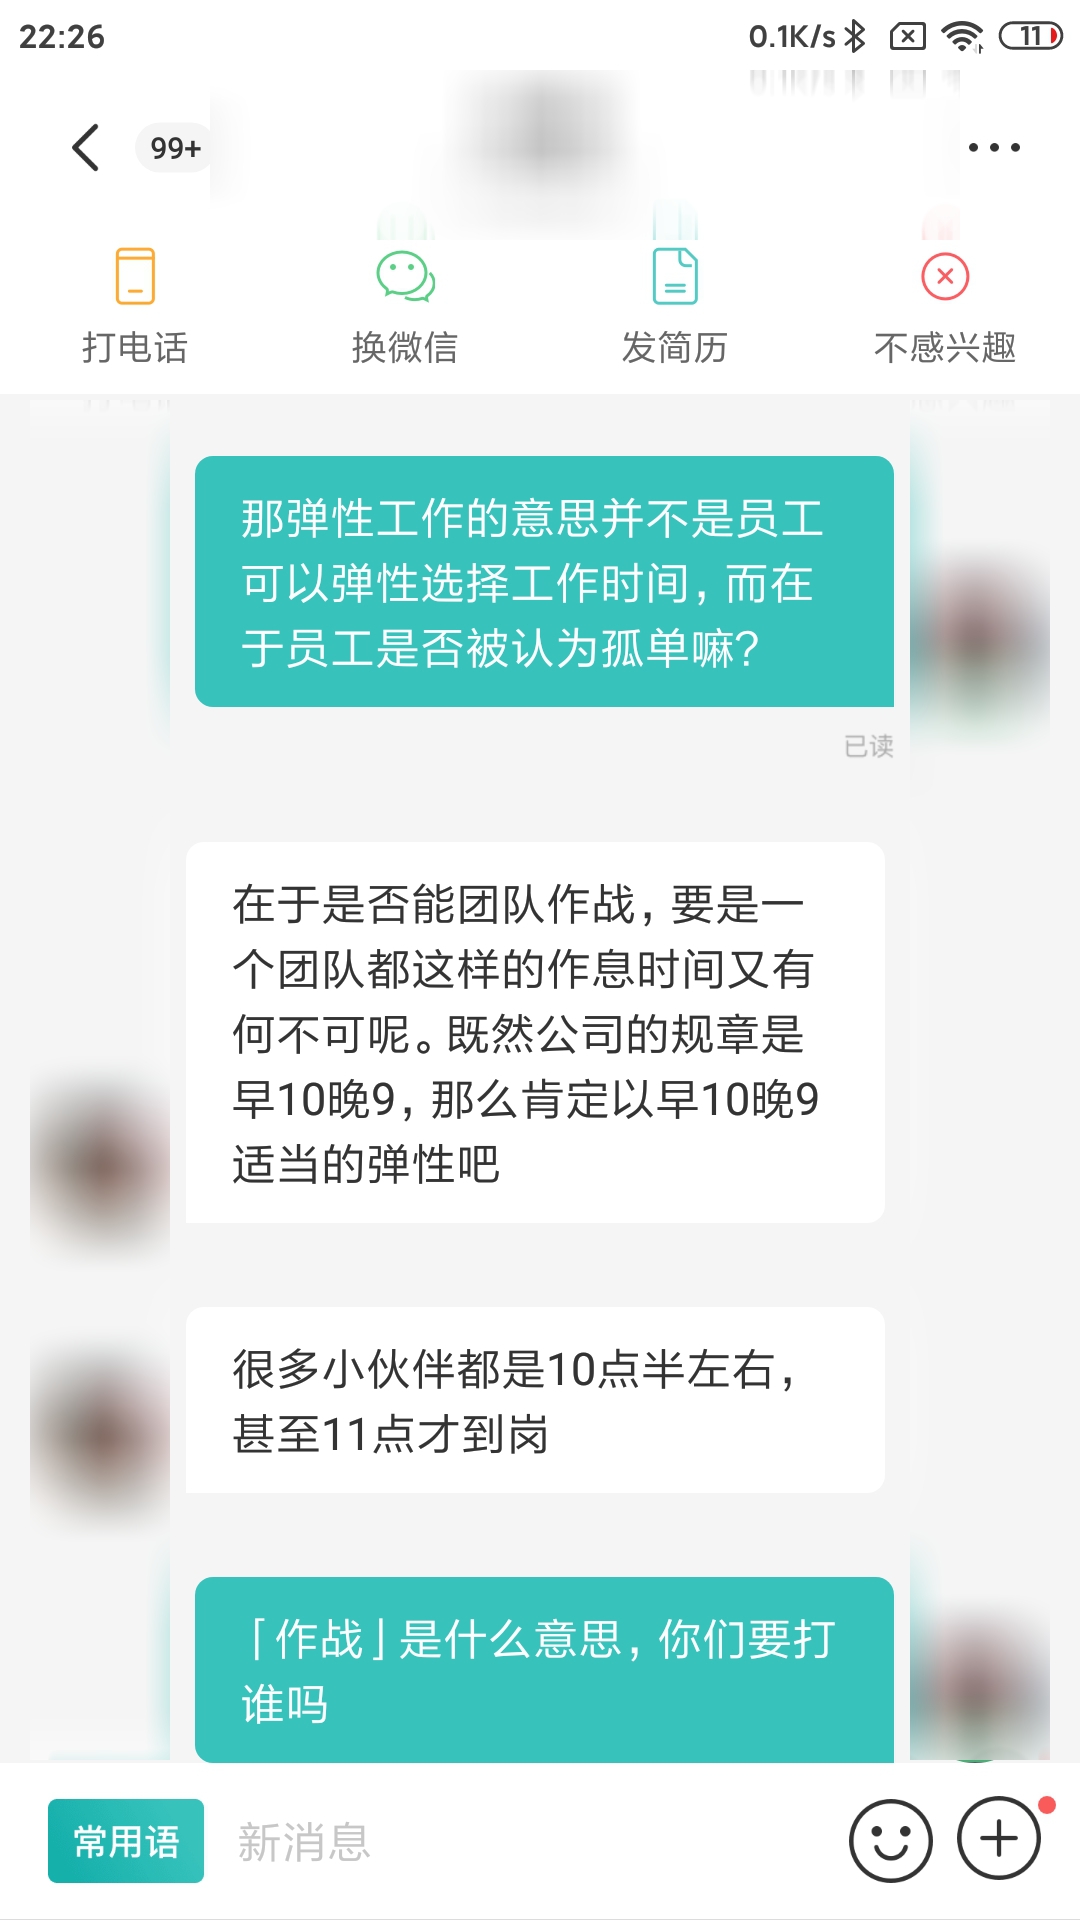 22:26
0.1K/s
11
99+
打电话
换微信
发简历
不感兴趣
那弹性工作的意思并不是员工
可以弹性选择工作时间，而在
于员工是否被认为孤单嘛？
已读
在于是否能团队作战，要是一
个团队都这样的作息时间又有
何不可呢。既然公司的规章是
早10晚9，那么肯定以早10晚9
适当的弹性吧
很多小伙伴都是10点半左右，
甚至11点才到岗
「作战」是什么意思，你们要打
谁吗
常用语
新消息